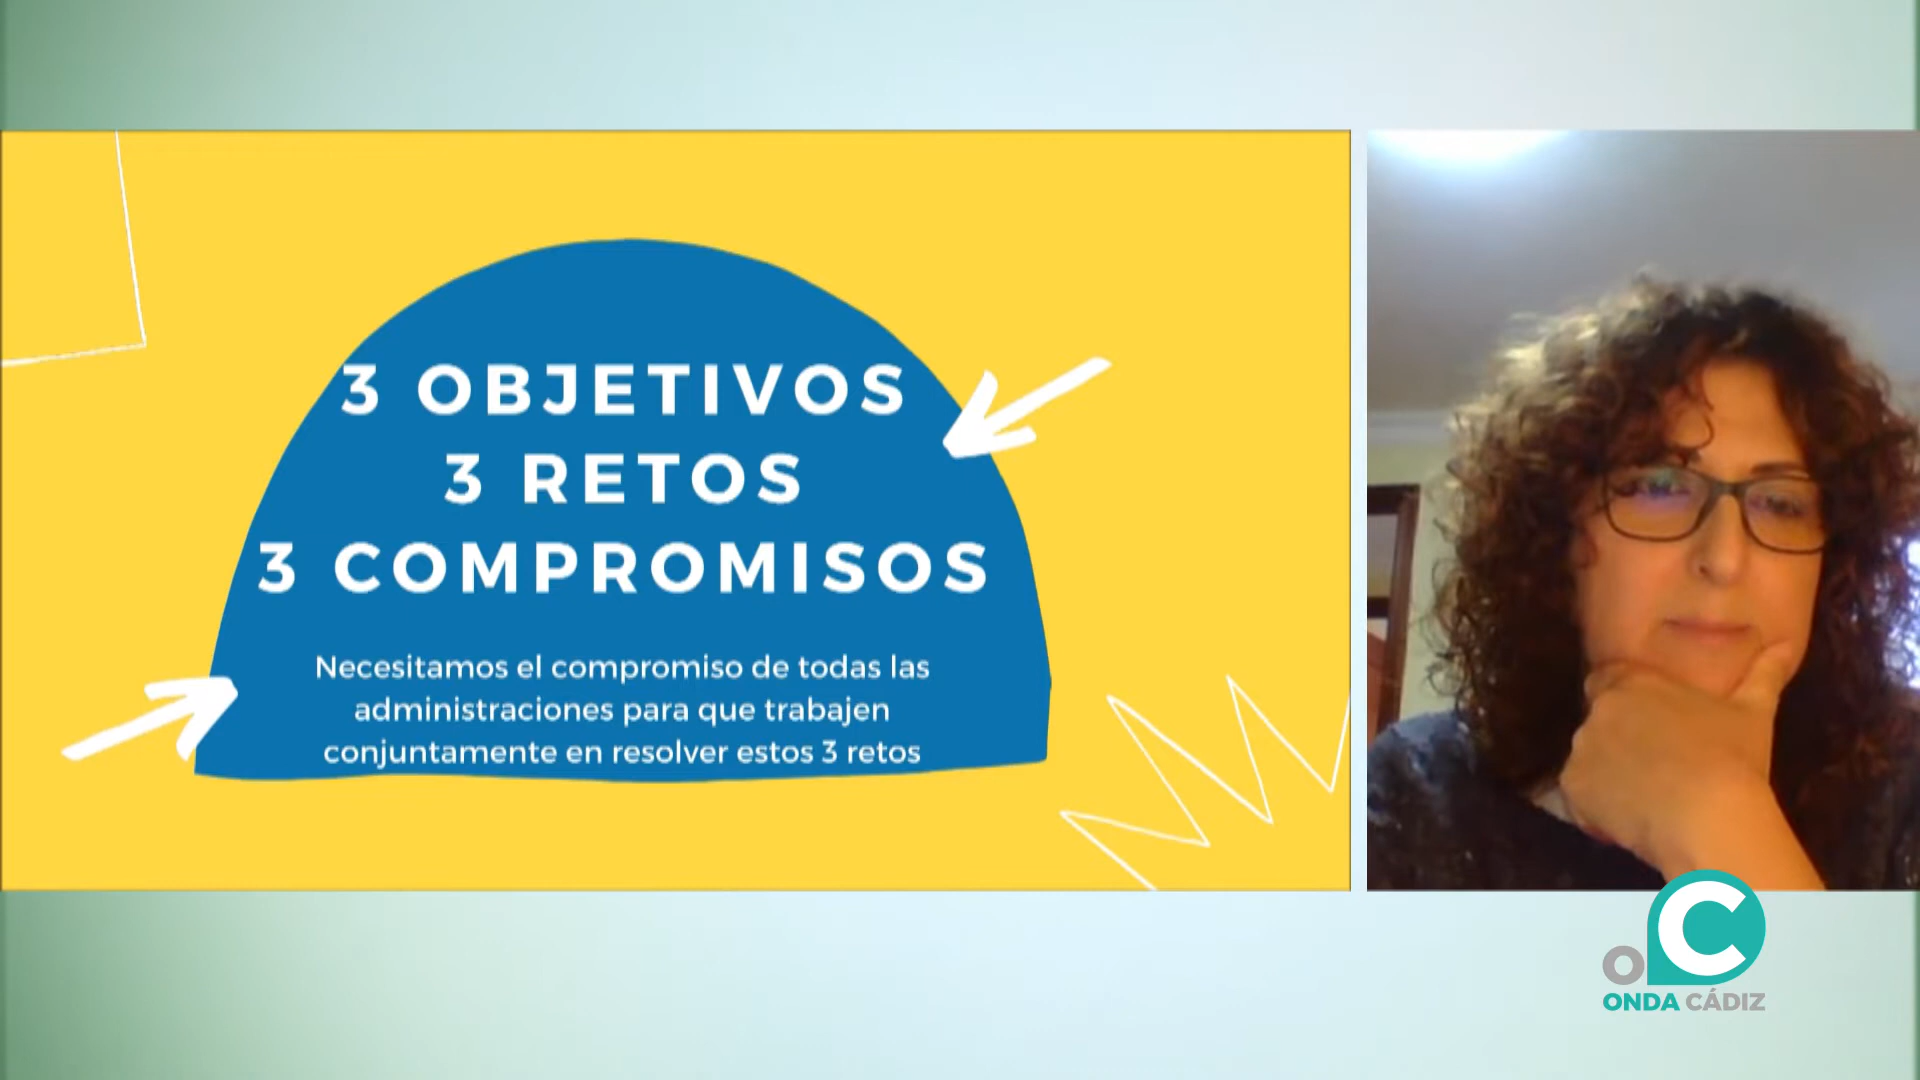 3 OBJETIVOS
3 RETOS
3 COMPROMISOS
Necesitamos el compromiso de todas las
administraciones para que trabajen
conjuntamente en resolver estos 3 retos
OC
ONDA CÁDIZ